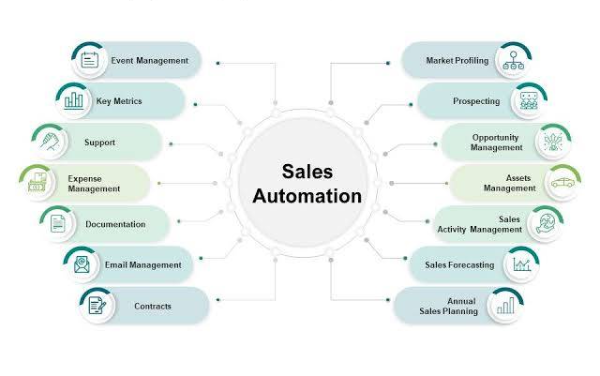 Event Management
Key Metrics
Support
Expense
Management
Documentation
Email Management
Contracts
Sales
Automation
Market Profiling
Prospecting
Opportunity
Management
Assets
Management
Sales
Activity Management
Sales Forecasting
Annual
Sales Planning